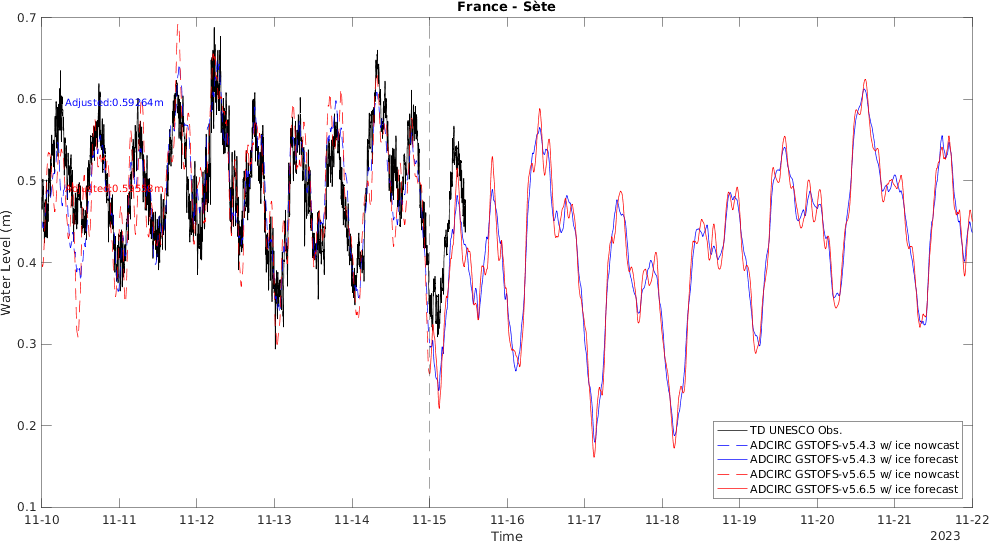 France - Sète
Water Level (m)
0.7
0.6
0.5
0.4
0.3
0.2
0.1
Adjusted:0.59264m
11-10
11-11
11-12
11-13
11-14
11-15
11-16
11-17
11-18
11-19
11-20
11-21
11-22
Time
2023
TD UNESCO Obs.
ADCIRC GSTOFS-v5.4.3 w/ ice nowcast
ADCIRC GSTOFS-v5.4.3 w/ ice forecast
ADCIRC GSTOFS-v5.6.5 w/ ice nowcast
ADCIRC GSTOFS-v5.6.5 w/ ice forecast